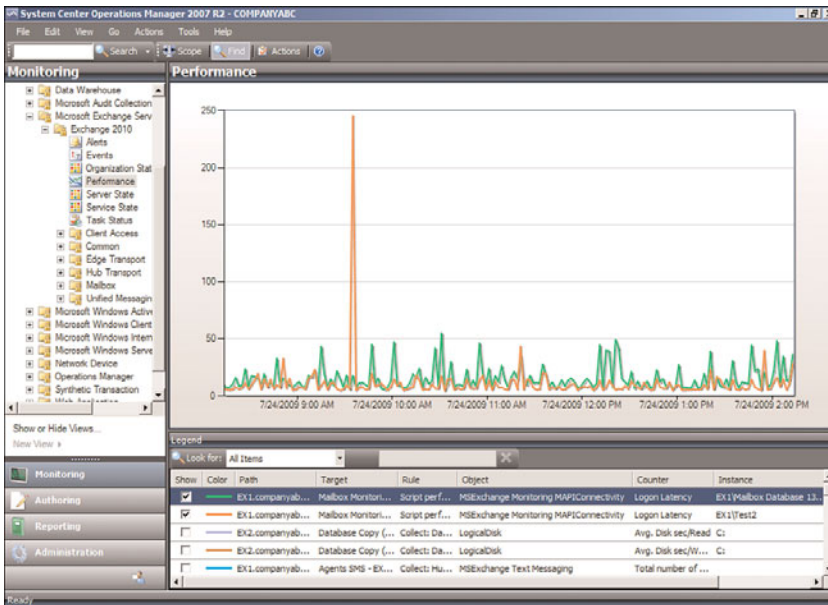 System Center Operations Manager 2007 R2 - COMPANYABC
File Edit View Go Actions Tools Help
Search Scope Find Actions
Monitoring
Data Warehouse
Microsoft Audit Collection
Microsoft Exchange Serv
Exchange 2010
Alerts
Events
Organization Stat
Performance
Server State
Service State
Task Status
Client Access
Common
Edge Transport
Hub Transport
Mailbox
Unified Messagin
Microsoft Windows Active
Microsoft Windows Client
Microsoft Windows Intern
Microsoft Windows Serve
Network Device
Operations Manager
Synthetic Transaction
Show or Hide Views...
New View
Monitoring
Authoring
Reporting
Administration
Performance
250
200
150
100
50
0
7/24/2009 9:00 AM 7/24/2009 10:00 AM 7/24/2009 11:00 AM 7/24/2009 12:00 PM 7/24/2009 1:00 PM 7/24/2009 2:00 PM
Legend
Look for: All Items
Show Color Path Target Rule Object Counter Instance
EX1.companyab... Mailbox Monitori... Script perf... MSExchange Monitoring MAPIConnectivity Logon Latency EX1\Mailbox Database 13...
EX1.companyab... Mailbox Monitori... Script perf... MSExchange Monitoring MAPIConnectivity Logon Latency EX1\Test2
EX2.companyab... Database Copy (... Collect: Da... LogicalDisk Avg. Disk sec/Read C:
EX2.companyab... Database Copy (... Collect: Da... LogicalDisk Avg. Disk sec/W... C:
EX1.companyab... Agents SMS - EX... Collect: Hu... MSExchange Text Messaging Total number of ...
Ready